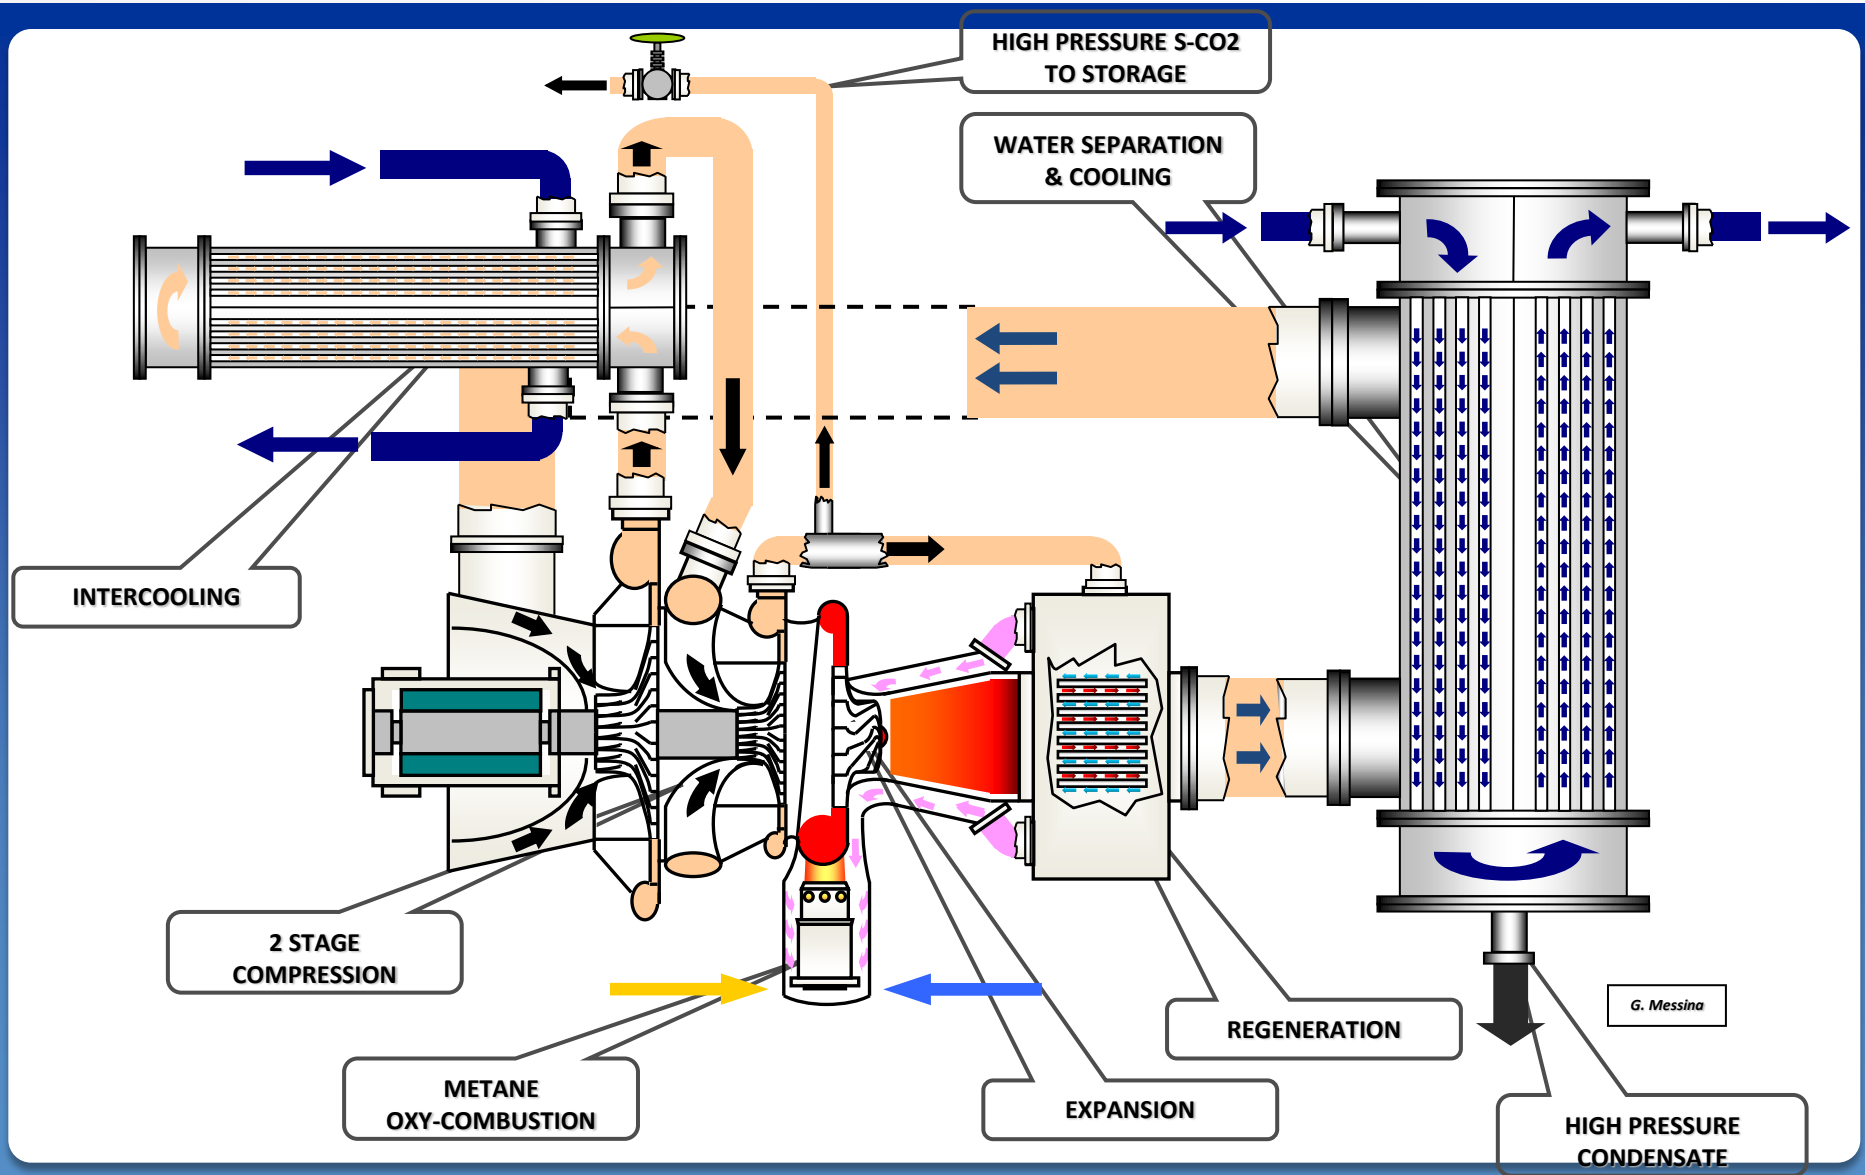 HIGH PRESSURE S-CO2
TO STORAGE
WATER SEPARATION
& COOLING
INTERCOOLING
2 STAGE
COMPRESSION
G. Messina
REGENERATION
METANE
OXY-COMBUSTION
EXPANSION
HIGH PRESSURE
CONDENSATE